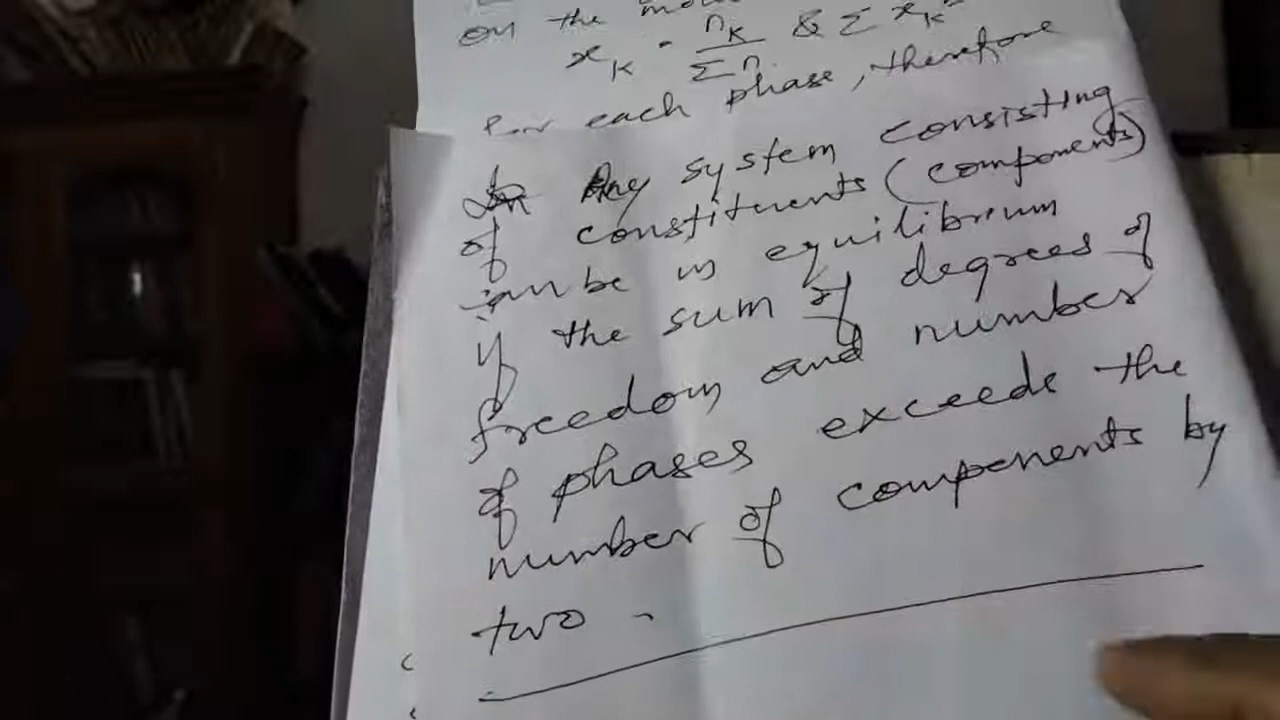 on the
x_K = n_K / Σn & Σ x_K
For each phase, therefore
Any system consisting
of constituents (components)
can be in equilibrium
if the sum of degrees of
freedom and number
of phases exceeds the
number of components by
two.